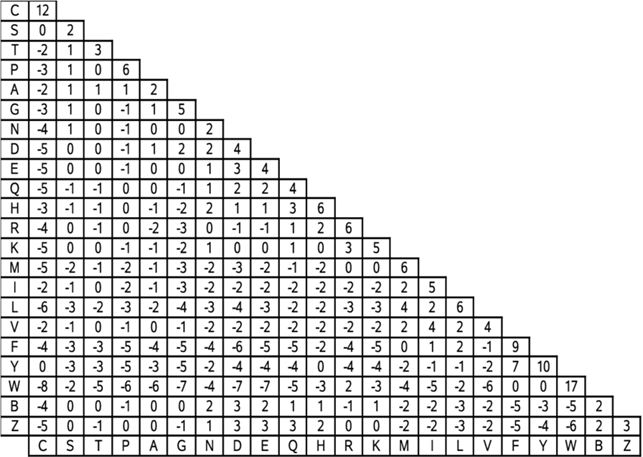 C 12
S 0 2
T -2 1 3
P -3 1 0 6
A -2 1 1 1 2
G -3 1 0 -1 1 5
N -4 1 0 -1 0 0 2
D -5 0 0 -1 1 2 2 4
E -5 0 0 -1 0 0 1 3 4
Q -5 -1 -1 0 0 -1 1 2 2 4
H -3 -1 -1 0 -1 -2 2 1 1 3 6
R -4 0 -1 0 -2 -3 0 -1 -1 1 2 6
K -5 0 0 -1 -1 -2 1 0 0 1 0 3 5
M -5 -2 -1 -2 -1 -3 -2 -3 -2 -1 -2 0 0 6
I -2 -1 0 -2 -1 -3 -2 -2 -2 -2 -2 -2 -2 2 5
L -6 -3 -2 -3 -2 -4 -3 -4 -3 -2 -2 -3 -3 4 2 6
V -2 -1 0 -1 0 -1 -2 -2 -2 -2 -2 -2 -2 2 4 2 4
F -4 -3 -3 -5 -4 -5 -4 -6 -5 -5 -2 -4 -5 0 1 2 -1 9
Y 0 -3 -3 -5 -3 -5 -2 -4 -4 -4 0 -4 -4 -2 -1 -1 -2 7 10
W -8 -2 -5 -6 -6 -7 -4 -7 -7 -5 -3 2 -3 -4 -5 -2 -6 0 0 17
B -4 0 0 -1 0 0 2 3 2 1 1 -1 1 -2 -2 -3 -2 -5 -3 -5 2
Z -5 0 -1 0 0 -1 1 3 3 3 2 0 0 -2 -2 -3 -2 -5 -4 -6 2 3
C S T P A G N D E Q H R K M I L V F Y W B Z